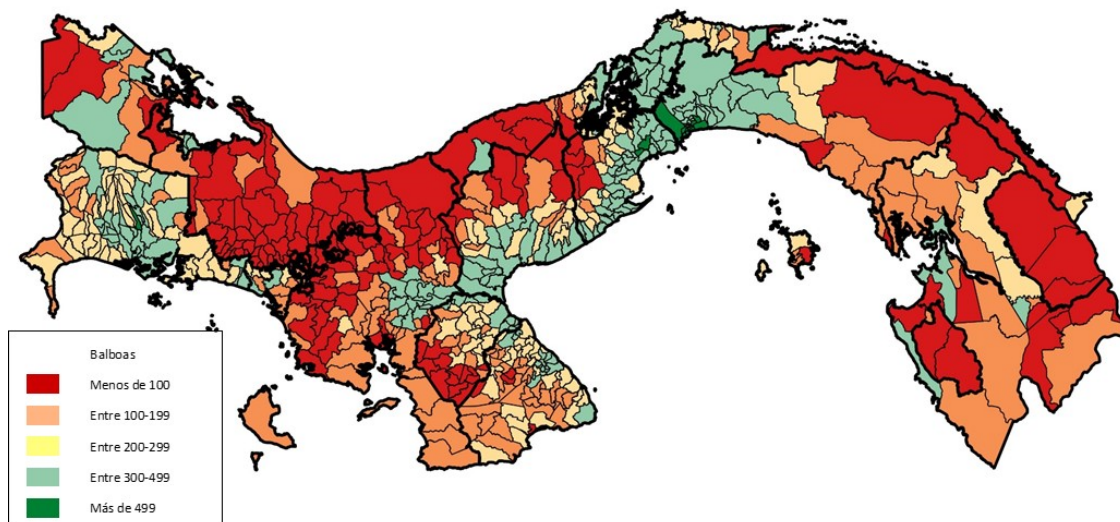 Balboas
Menos de 100
Entre 100-199
Entre 200-299
Entre 300-499
Más de 499